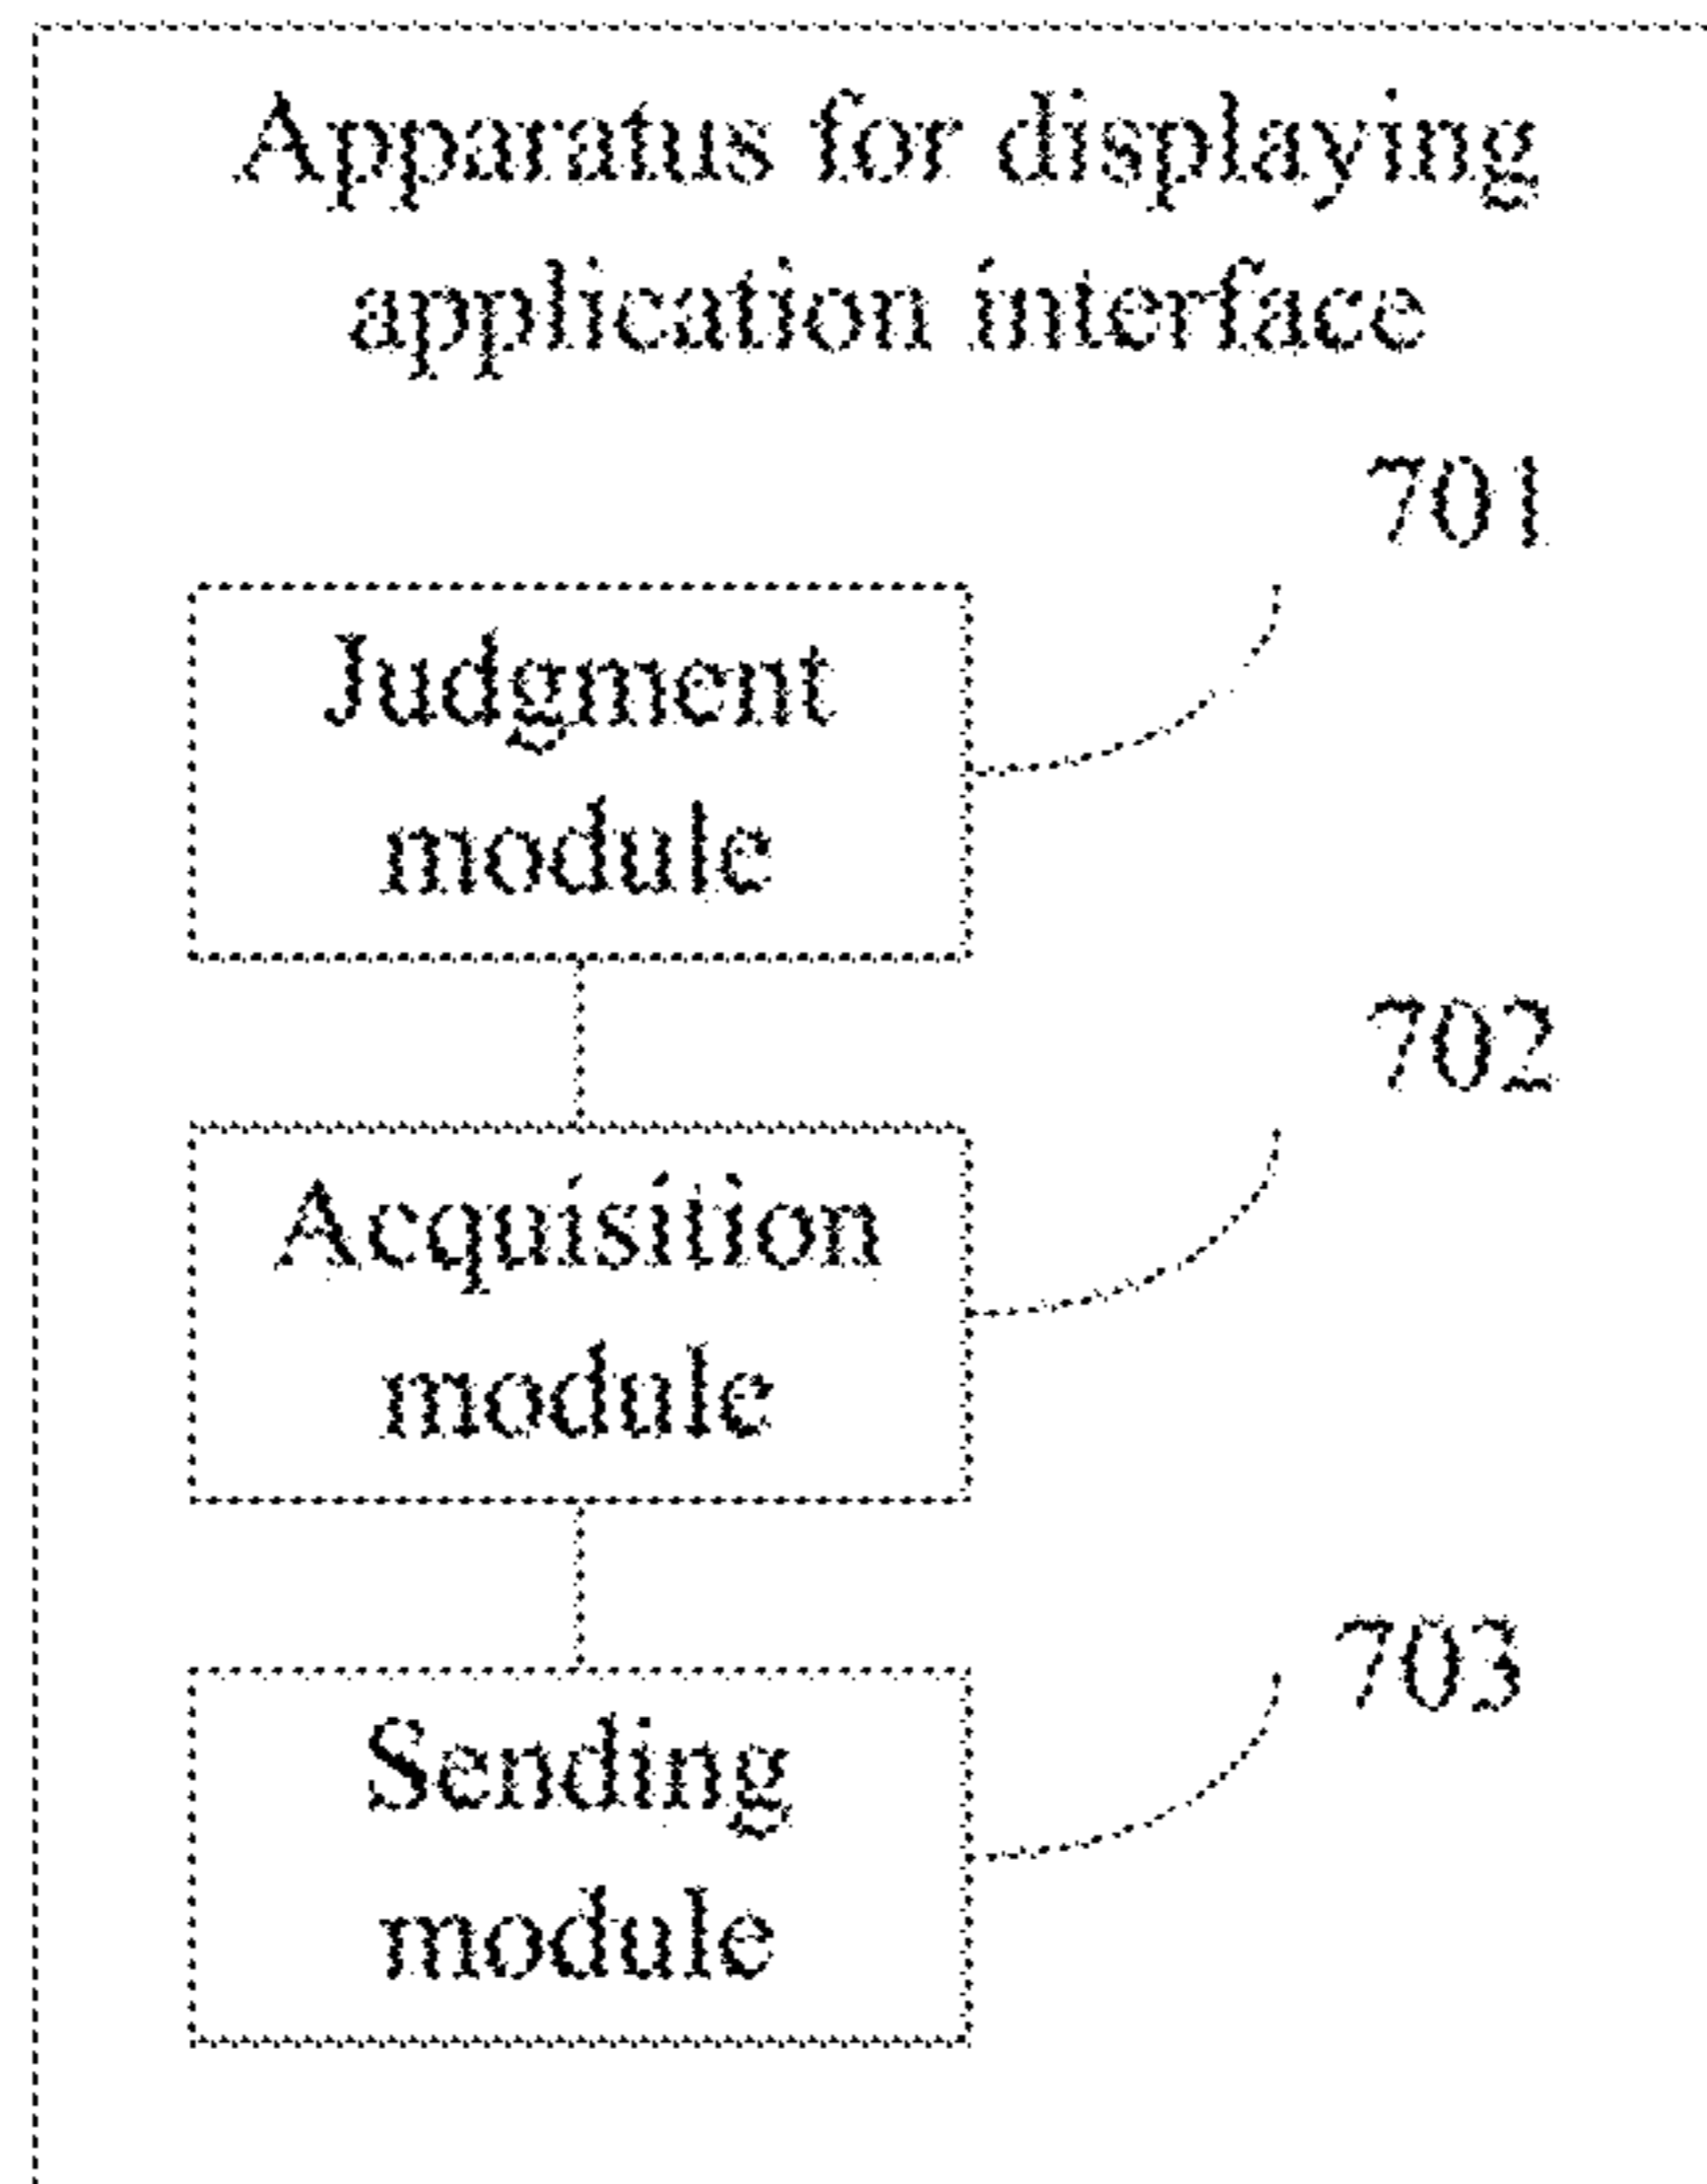 Apparatus for displaying
application interface
701
Judgment
module
702
Acquisition
module
703
Sending
module